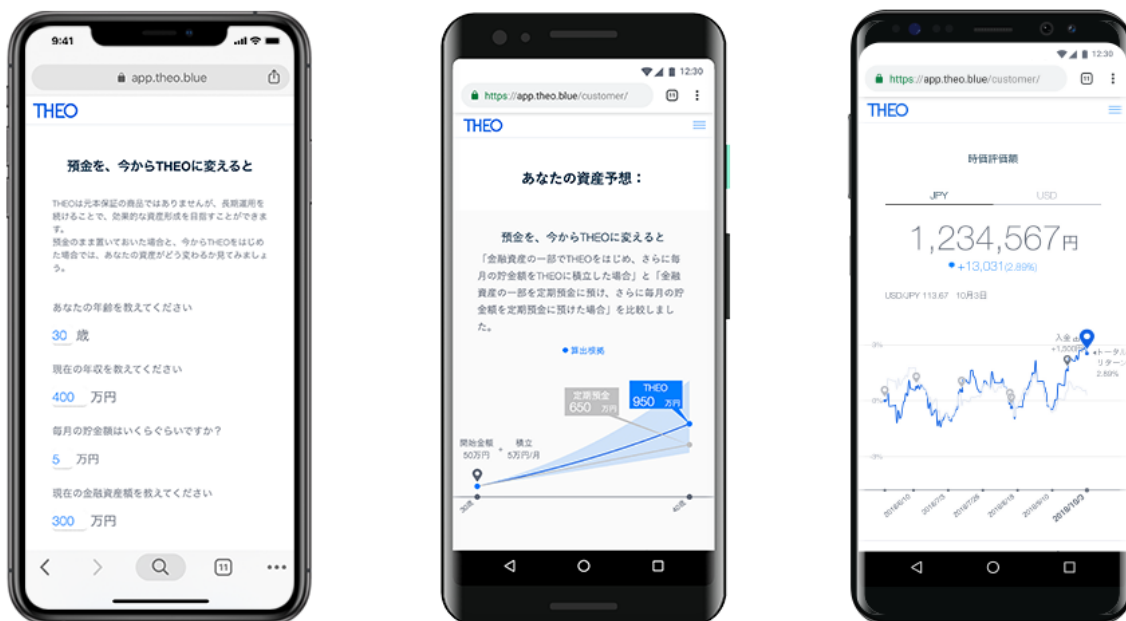 9:41
app.theo.blue
THEO
預金を、今からTHEOに変えると
THEOは元本保証の商品ではありませんが、長期運用を
続けることで、効果的な資産形成を目指すことができま
す。
預金のまま置いておいた場合と、今からTHEOをはじめ
た場合では、あなたの資産がどう変わるか見てみましょ
う。
あなたの年齢を教えてください
30 歳
現在の年収を教えてください
400 万円
毎月の貯金額はいくらぐらいですか？
5 万円
現在の金融資産額を教えてください
300 万円
11
12:30
https://app.theo.blue/customer/
11
THEO
あなたの資産予想：
預金を、今からTHEOに変えると
「金融資産の一部でTHEOをはじめ、さらに毎
月の貯金額をTHEOに積立した場合」と「金融
資産の一部を定期預金に預け、さらに毎月の貯
金額を定期預金に預けた場合」を比較しまし
た。
算出根拠
THEO
950 万円
定期預金
650 万円
開始金額 + 積立
50万円 5万円/月
30歳
40歳
12:30
https://app.theo.blue/customer/
11
THEO
時価評価額
JPY
USD
1,234,567円
+13,031(2.89%)
USD/JPY 113.67 10月3日
入金
+1,500円
トータル
リターン
2.89%
3%
0%
-3%
2018/10/3